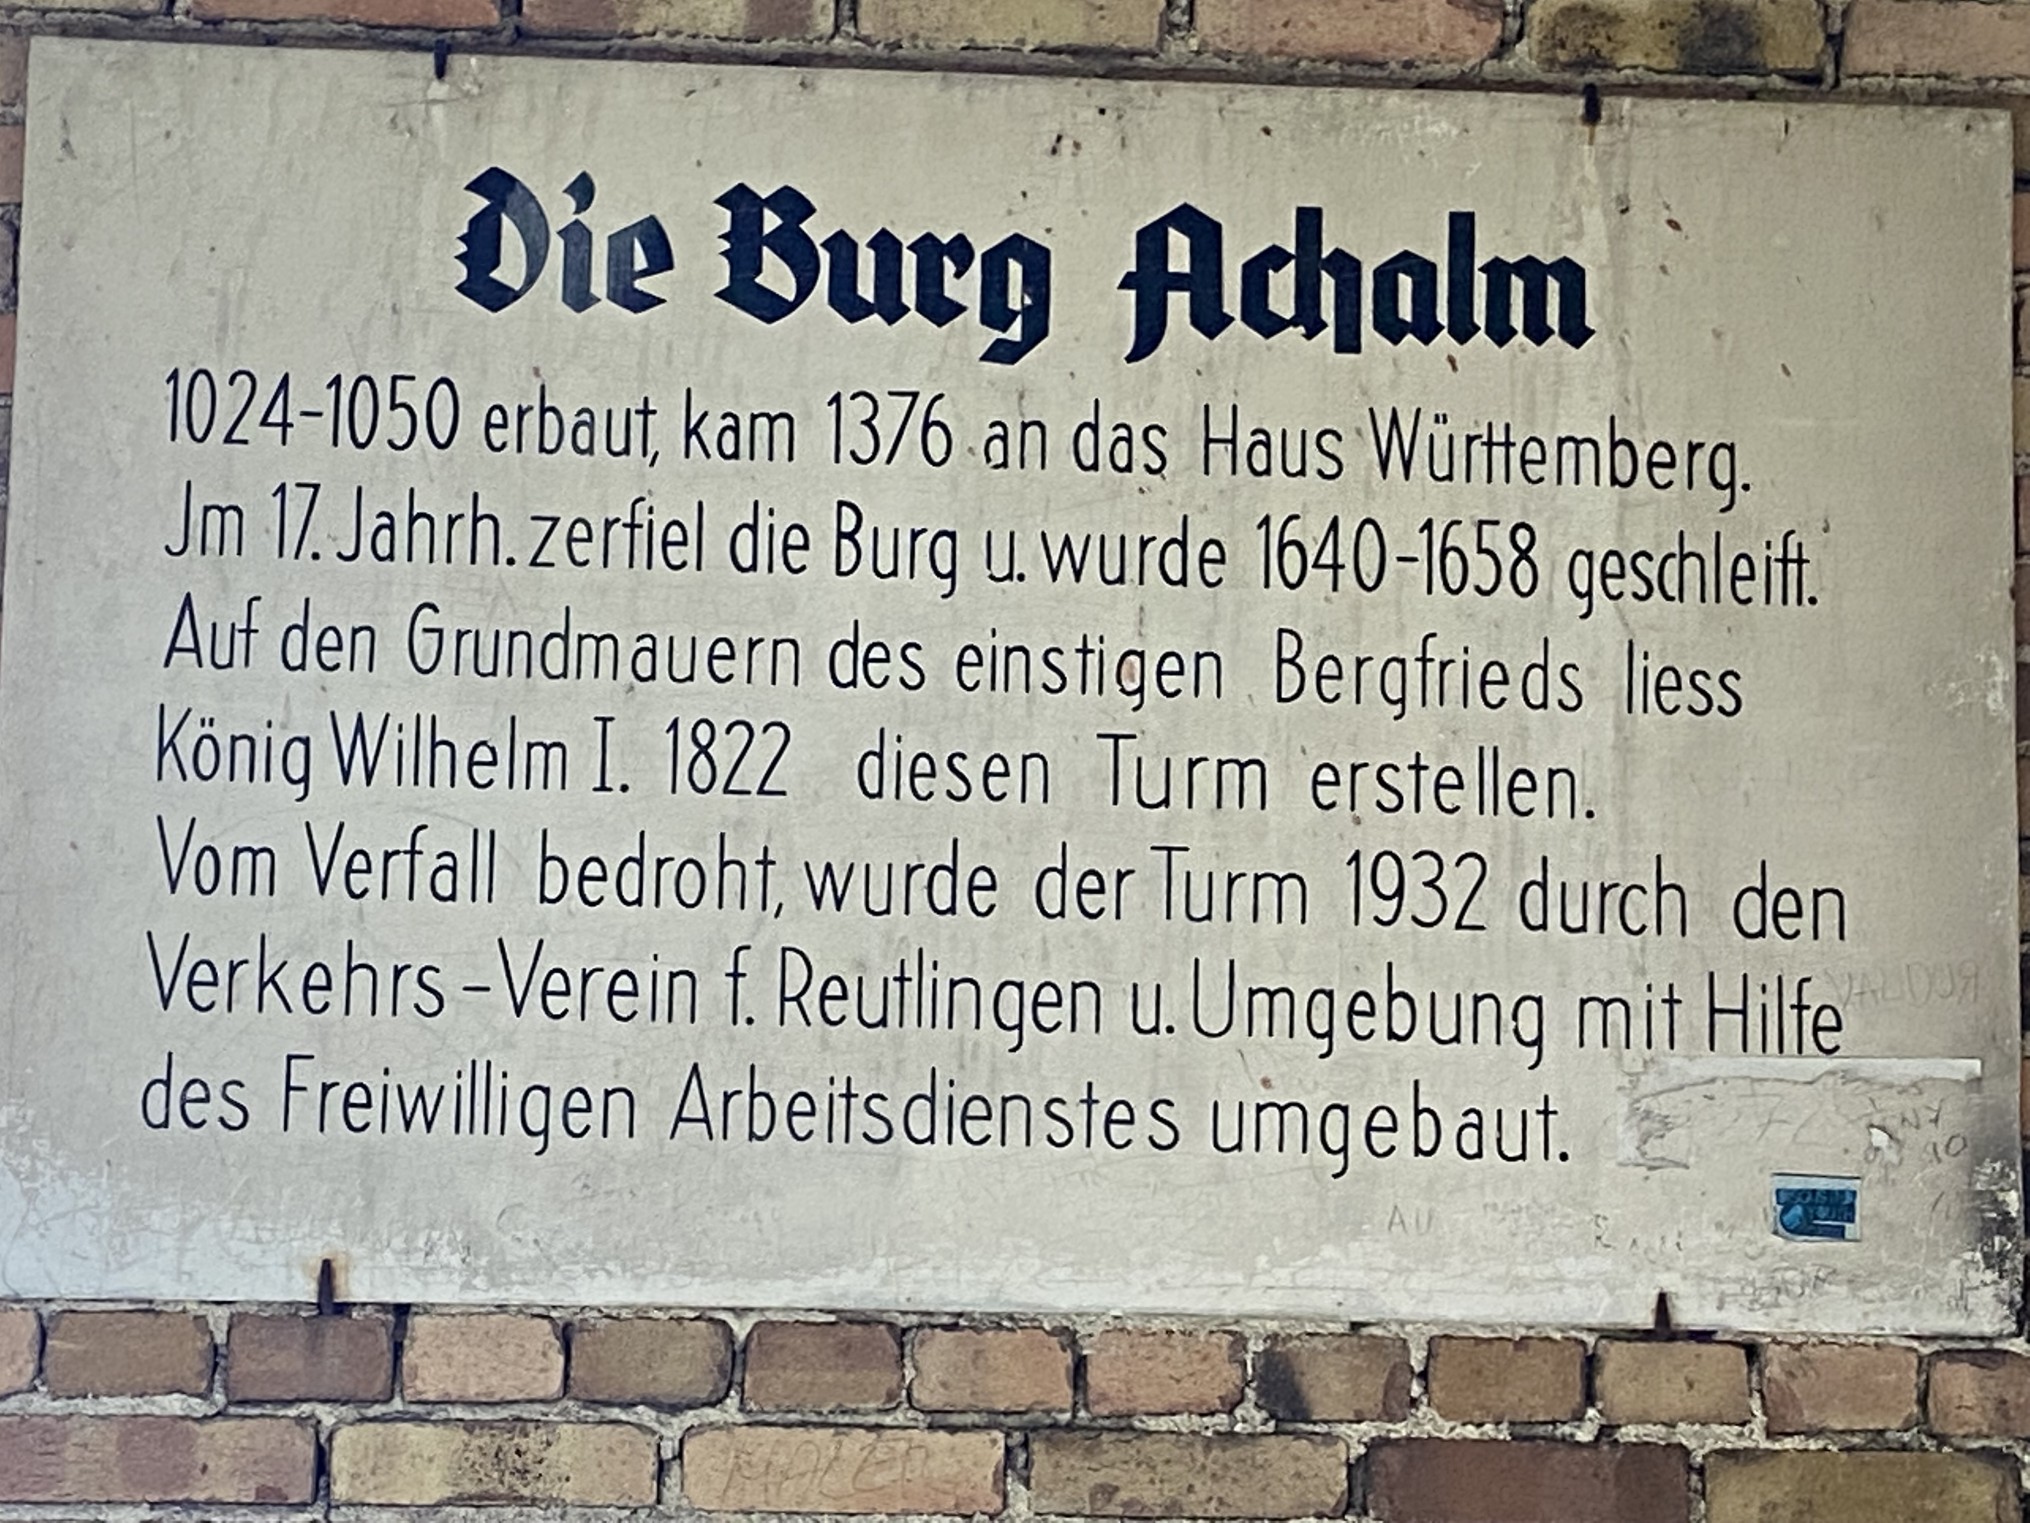 Die Burg Achalm
1024-1050 erbaut, kam 1376 an das Haus Württemberg.
Jm 17. Jahrh. zerfiel die Burg u. wurde 1640-1658 geschleift.
Auf den Grundmauern des einstigen Bergfrieds liess
König Wilhelm I. 1822 diesen Turm erstellen.
Vom Verfall bedroht, wurde der Turm 1932 durch den
Verkehrs-Verein f. Reutlingen u. Umgebung mit Hilfe
des Freiwilligen Arbeitsdienstes umgebaut.